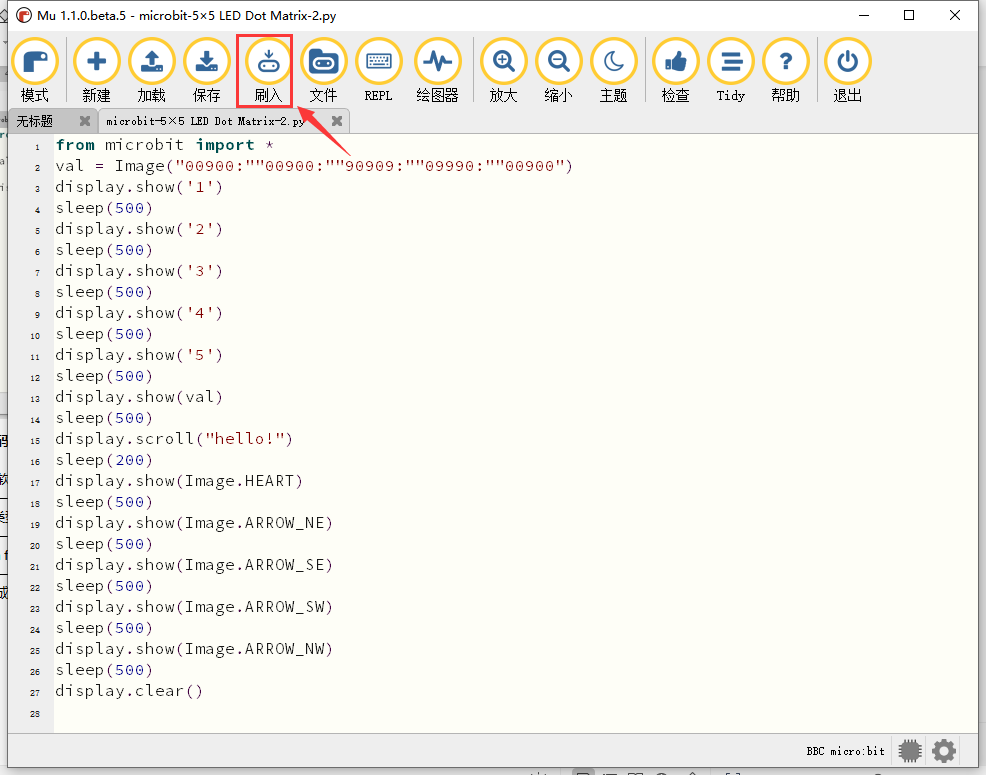 Mu 1.1.0.beta.5 - microbit-5×5 LED Dot Matrix-2.py
模式 新建 加载 保存 刷入 文件 REPL 绘图器 放大 缩小 主题 检查 Tidy 帮助 退出
无标题 microbit-5×5 LED Dot Matrix-2.py
1 from microbit import *
2 val = Image("00900:""00900:""90909:""09990:""00900")
3 display.show('1')
4 sleep(500)
5 display.show('2')
6 sleep(500)
7 display.show('3')
8 sleep(500)
9 display.show('4')
10 sleep(500)
11 display.show('5')
12 sleep(500)
13 display.show(val)
14 sleep(500)
15 display.scroll("hello!")
16 sleep(200)
17 display.show(Image.HEART)
18 sleep(500)
19 display.show(Image.ARROW_NE)
20 sleep(500)
21 display.show(Image.ARROW_SE)
22 sleep(500)
23 display.show(Image.ARROW_SW)
24 sleep(500)
25 display.show(Image.ARROW_NW)
26 sleep(500)
27 display.clear()
28
BBC micro:bit